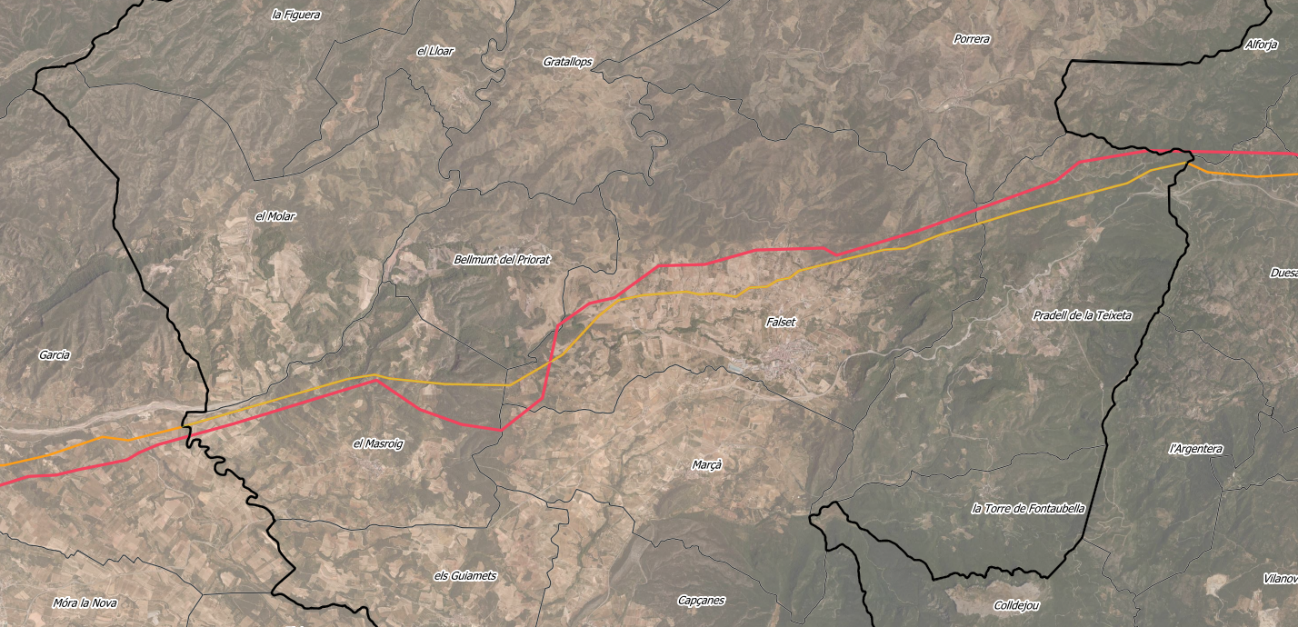 la Figuera
el Lloar
Porrera
Alforja
Gratallops
el Molar
Bellmunt del Priorat
Duesa
Pradell de la Teixeta
Falset
Garcia
el Masroig
l'Argentera
Marçà
la Torre de Fontaubella
els Guiamets
Vilanov
Móra la Nova
Capçanes
Colldejou